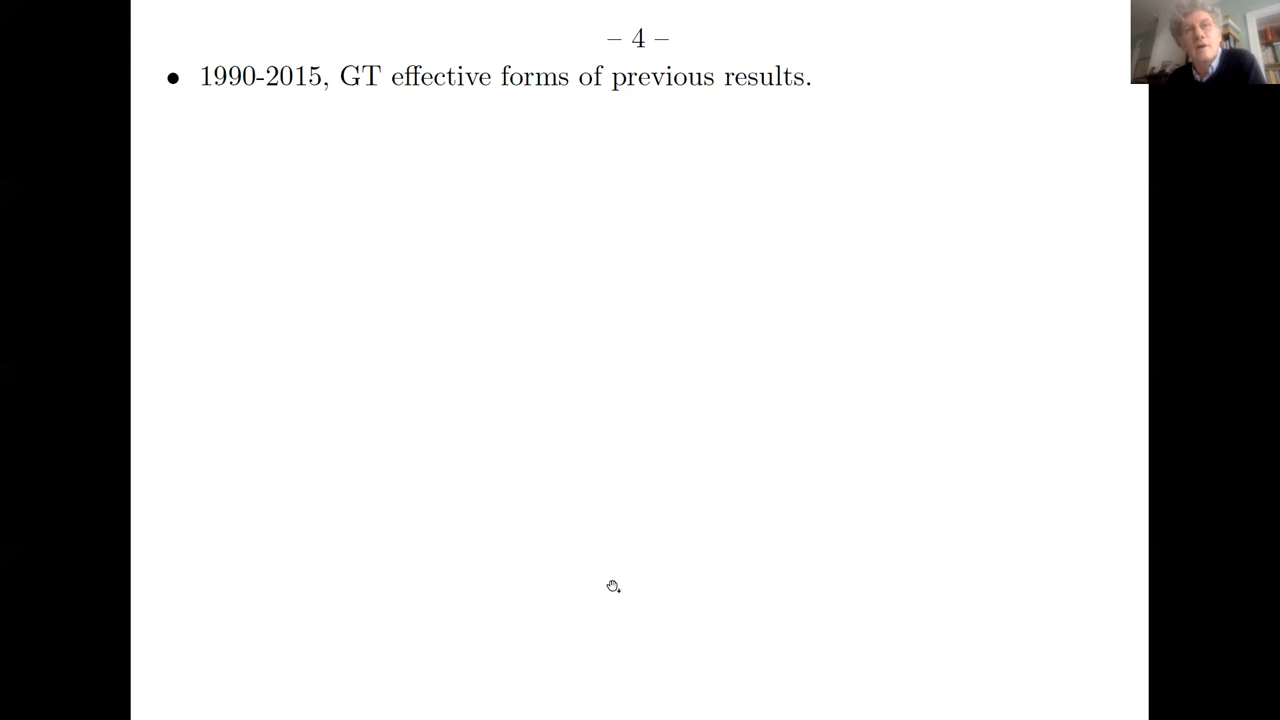 – 4 –
• 1990-2015, GT effective forms of previous results.